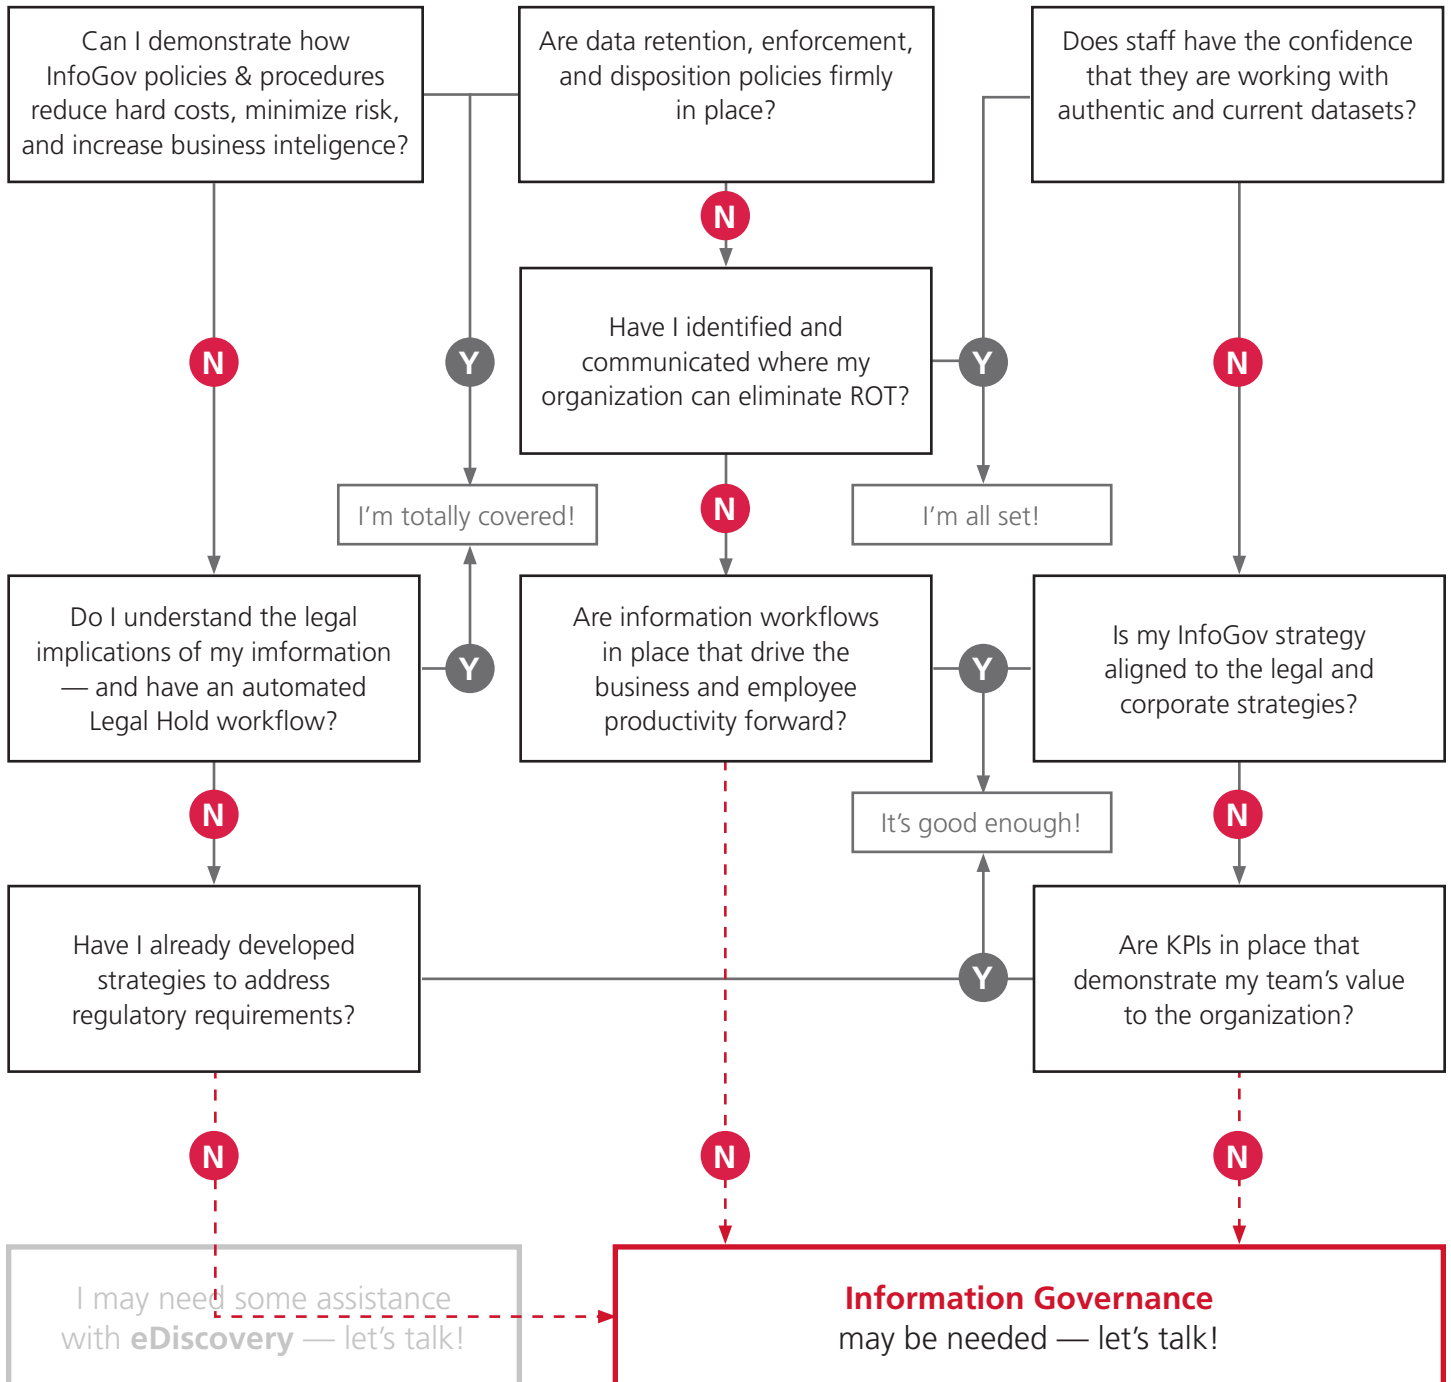 Can I demonstrate how
InfoGov policies & procedures
reduce hard costs, minimize risk,
and increase business inteligence?
Are data retention, enforcement,
and disposition policies firmly
in place?
Does staff have the confidence
that they are working with
authentic and current datasets?
N
Have I identified and
communicated where my
organization can eliminate ROT?
N
Y
Y
N
I'm totally covered!
N
I'm all set!
Do I understand the legal
implications of my imformation
— and have an automated
Legal Hold workflow?
Y
Are information workflows
in place that drive the
business and employee
productivity forward?
Y
Is my InfoGov strategy
aligned to the legal and
corporate strategies?
N
It's good enough!
N
Have I already developed
strategies to address
regulatory requirements?
Y
Are KPIs in place that
demonstrate my team's value
to the organization?
N
N
N
I may need some assistance
with eDiscovery — let's talk!
Information Governance
may be needed — let's talk!